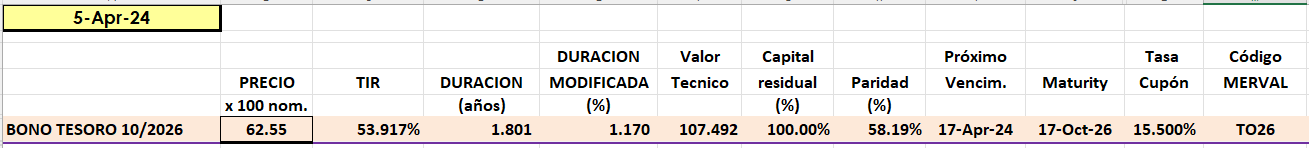 5-Apr-24
DURACION Valor Capital Próximo Tasa Código
PRECIO TIR DURACION MODIFICADA Tecnico residual Paridad Vencim. Maturity Cupón MERVAL
x 100 nom. (años) (%) (%) (%)
BONO TESORO 10/2026 62.55 53.917% 1.801 1.170 107.492 100.00% 58.19% 17-Apr-24 17-Oct-26 15.500% TO26